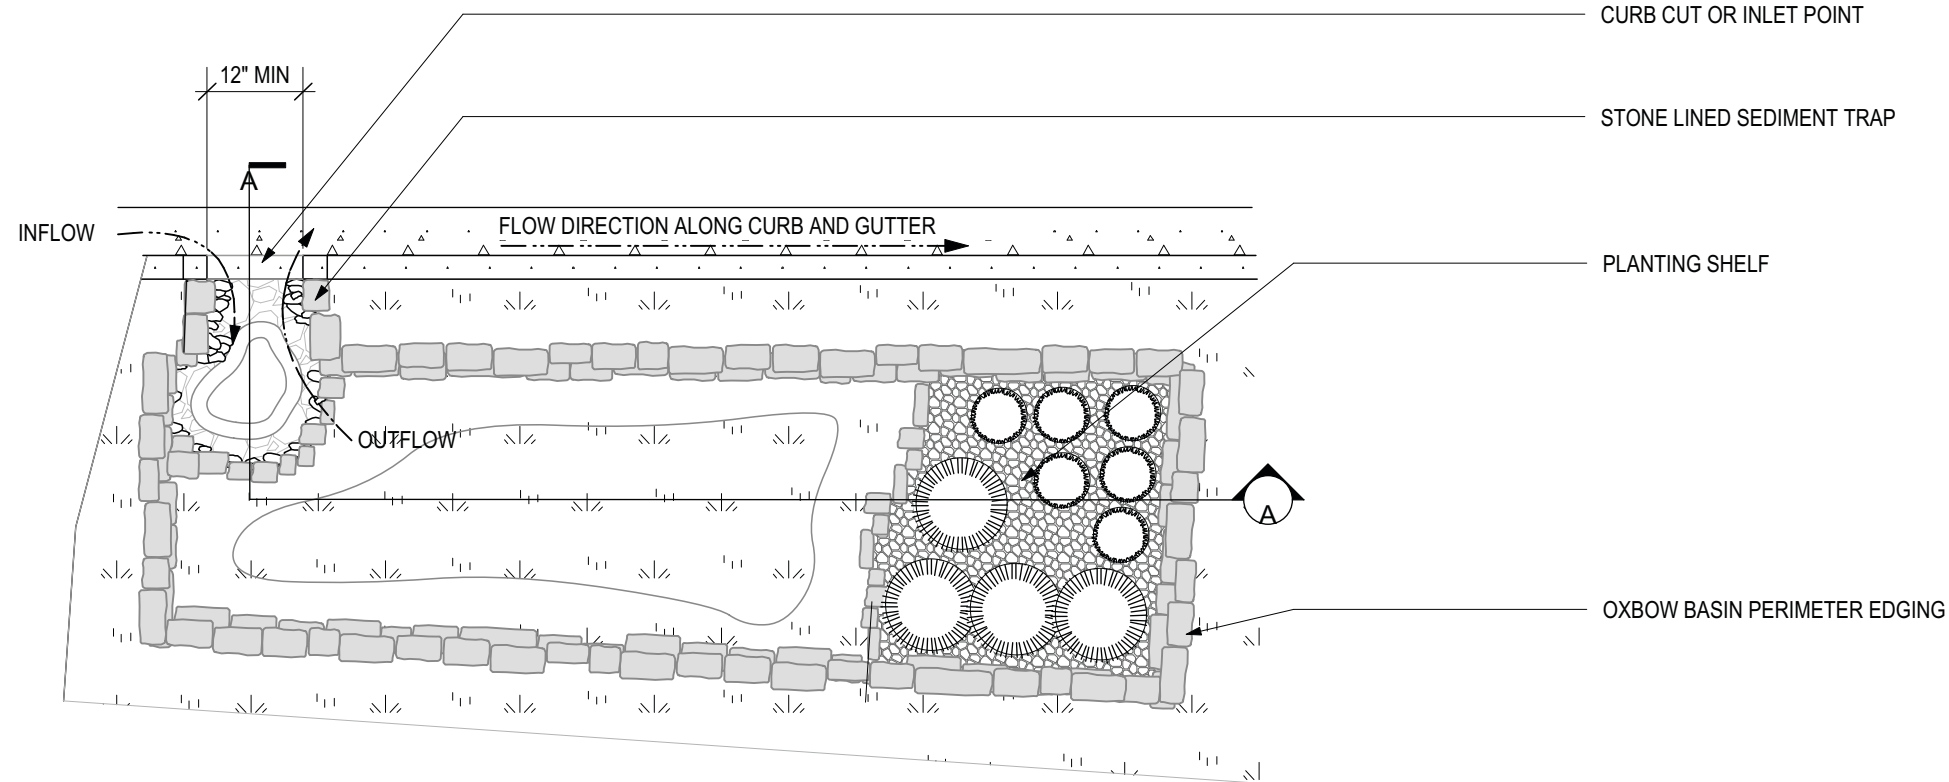 CURB CUT OR INLET POINT
12" MIN
STONE LINED SEDIMENT TRAP
A
FLOW DIRECTION ALONG CURB AND GUTTER
INFLOW
PLANTING SHELF
OUTFLOW
A
OXBOW BASIN PERIMETER EDGING